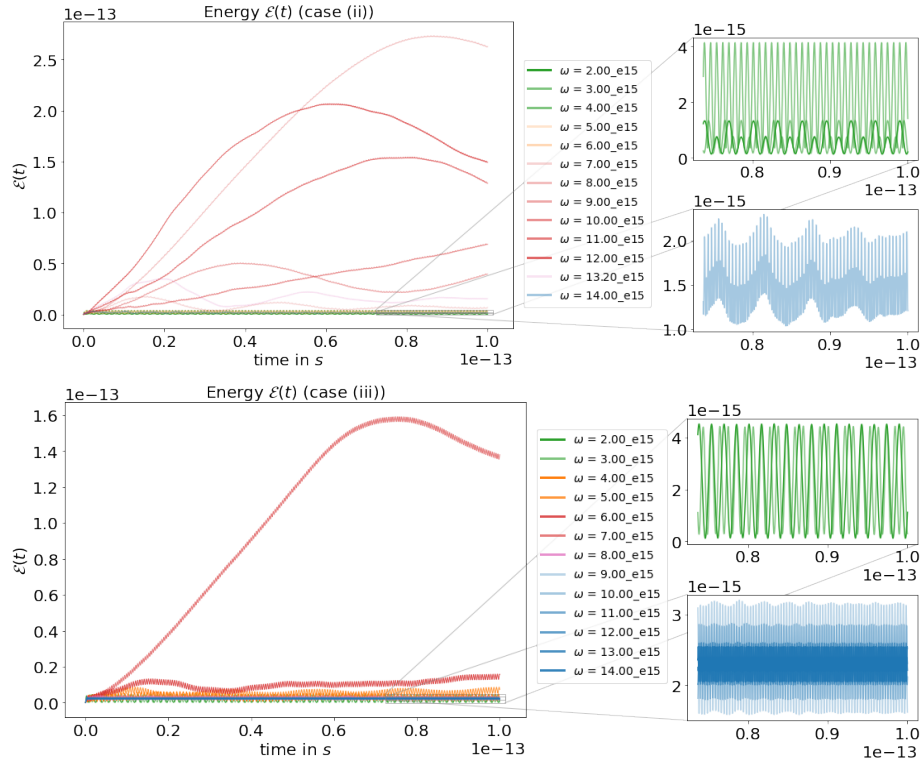 Energy ℰ(t) (case (ii))
1e−13
2.5
2.0
1.5
1.0
0.5
0.0
ℰ(t)
0.0 0.2 0.4 0.6 0.8 1.0
time in s
1e−13
ω = 2.00_e15
ω = 3.00_e15
ω = 4.00_e15
ω = 5.00_e15
ω = 6.00_e15
ω = 7.00_e15
ω = 8.00_e15
ω = 9.00_e15
ω = 10.00_e15
ω = 11.00_e15
ω = 12.00_e15
ω = 13.20_e15
ω = 14.00_e15
1e−15
4
2
0
0.8 0.9 1.0
1e−13
1e−15
2.0
1.5
1.0
0.8 0.9 1.0
1e−13
Energy ℰ(t) (case (iii))
1e−13
1.6
1.4
1.2
1.0
0.8
0.6
0.4
0.2
0.0
ℰ(t)
0.0 0.2 0.4 0.6 0.8 1.0
time in s
1e−13
ω = 2.00_e15
ω = 3.00_e15
ω = 4.00_e15
ω = 5.00_e15
ω = 6.00_e15
ω = 7.00_e15
ω = 8.00_e15
ω = 9.00_e15
ω = 10.00_e15
ω = 11.00_e15
ω = 12.00_e15
ω = 13.00_e15
ω = 14.00_e15
1e−15
4
2
0
0.8 0.9 1.0
1e−13
1e−15
3
2
0.8 0.9 1.0
1e−13